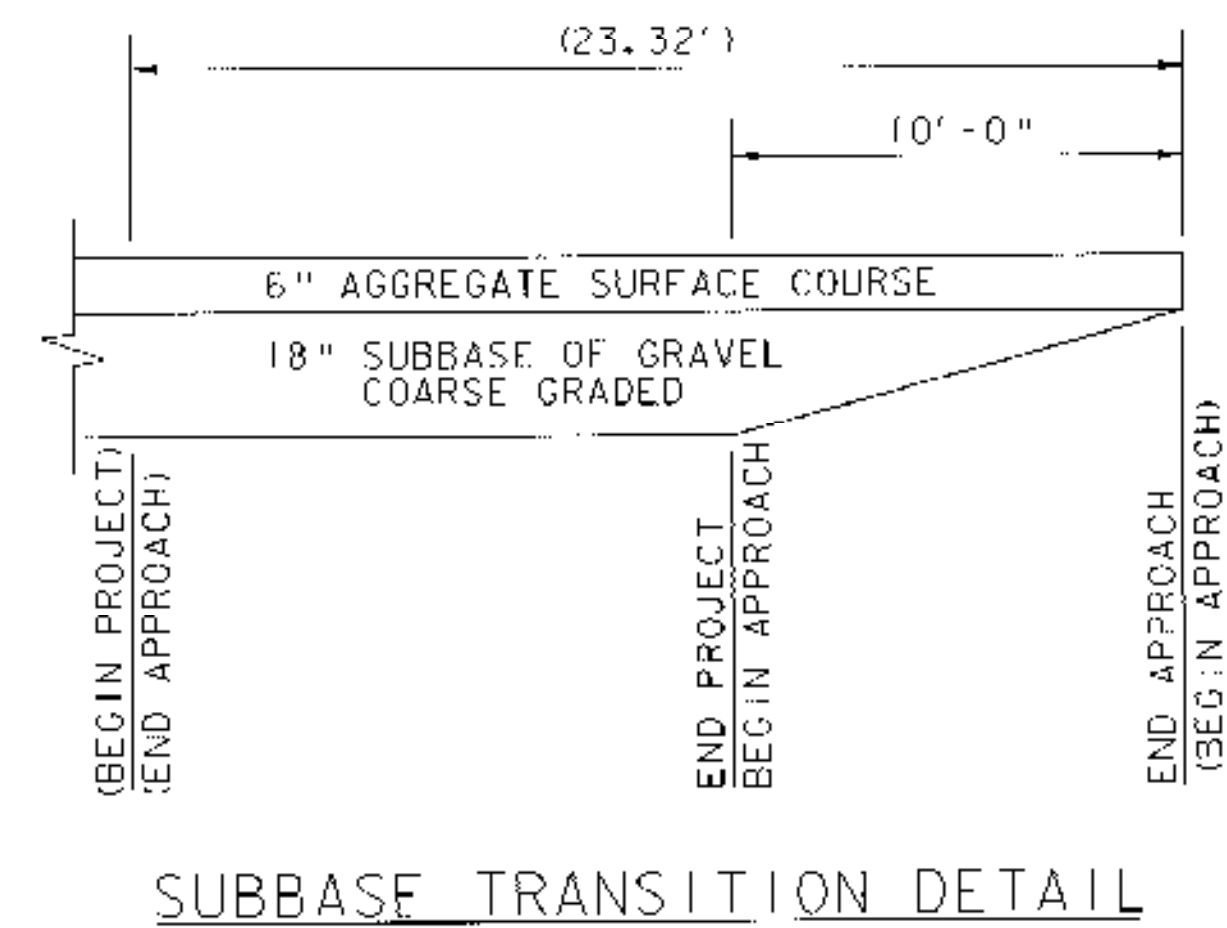 (23.32')
10'-0"
6" AGGREGATE SURFACE COURSE
18" SUBBASE OF GRAVEL
COARSE GRADED
(BEGIN PROJECT)
(END APPROACH)
END PROJECT
BEGIN APPROACH
END APPROACH
(BEGIN APPROACH)
SUBBASE TRANSITION DETAIL